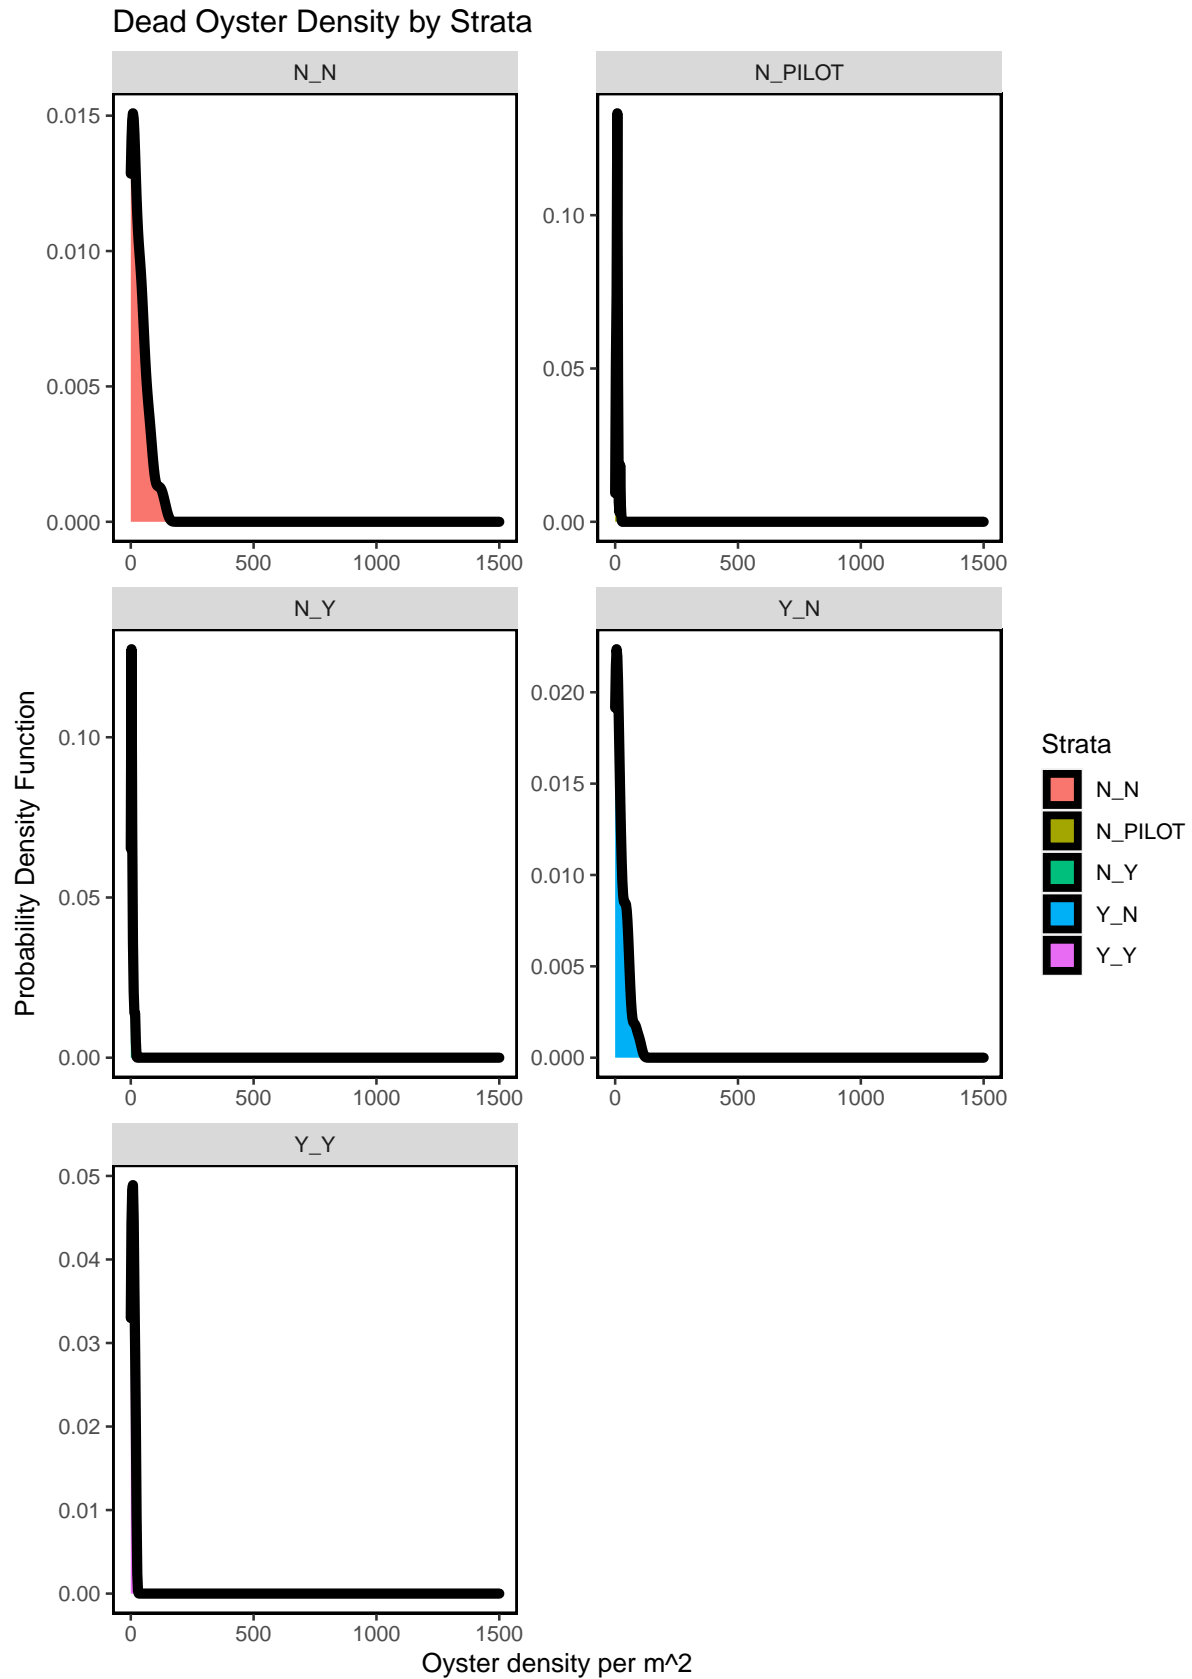 Dead Oyster Density by Strata
N_N
N_PILOT
0.015
0.010
0.005
0.000
0.10
0.05
0.00
0 500 1000 1500
0 500 1000 1500
N_Y
Y_N
0.10
0.05
0.00
0.020
0.015
0.010
0.005
0.000
0 500 1000 1500
0 500 1000 1500
Y_Y
0.05
0.04
0.03
0.02
0.01
0.00
0 500 1000 1500
Probability Density Function
Oyster density per m^2
Strata
N_N
N_PILOT
N_Y
Y_N
Y_Y